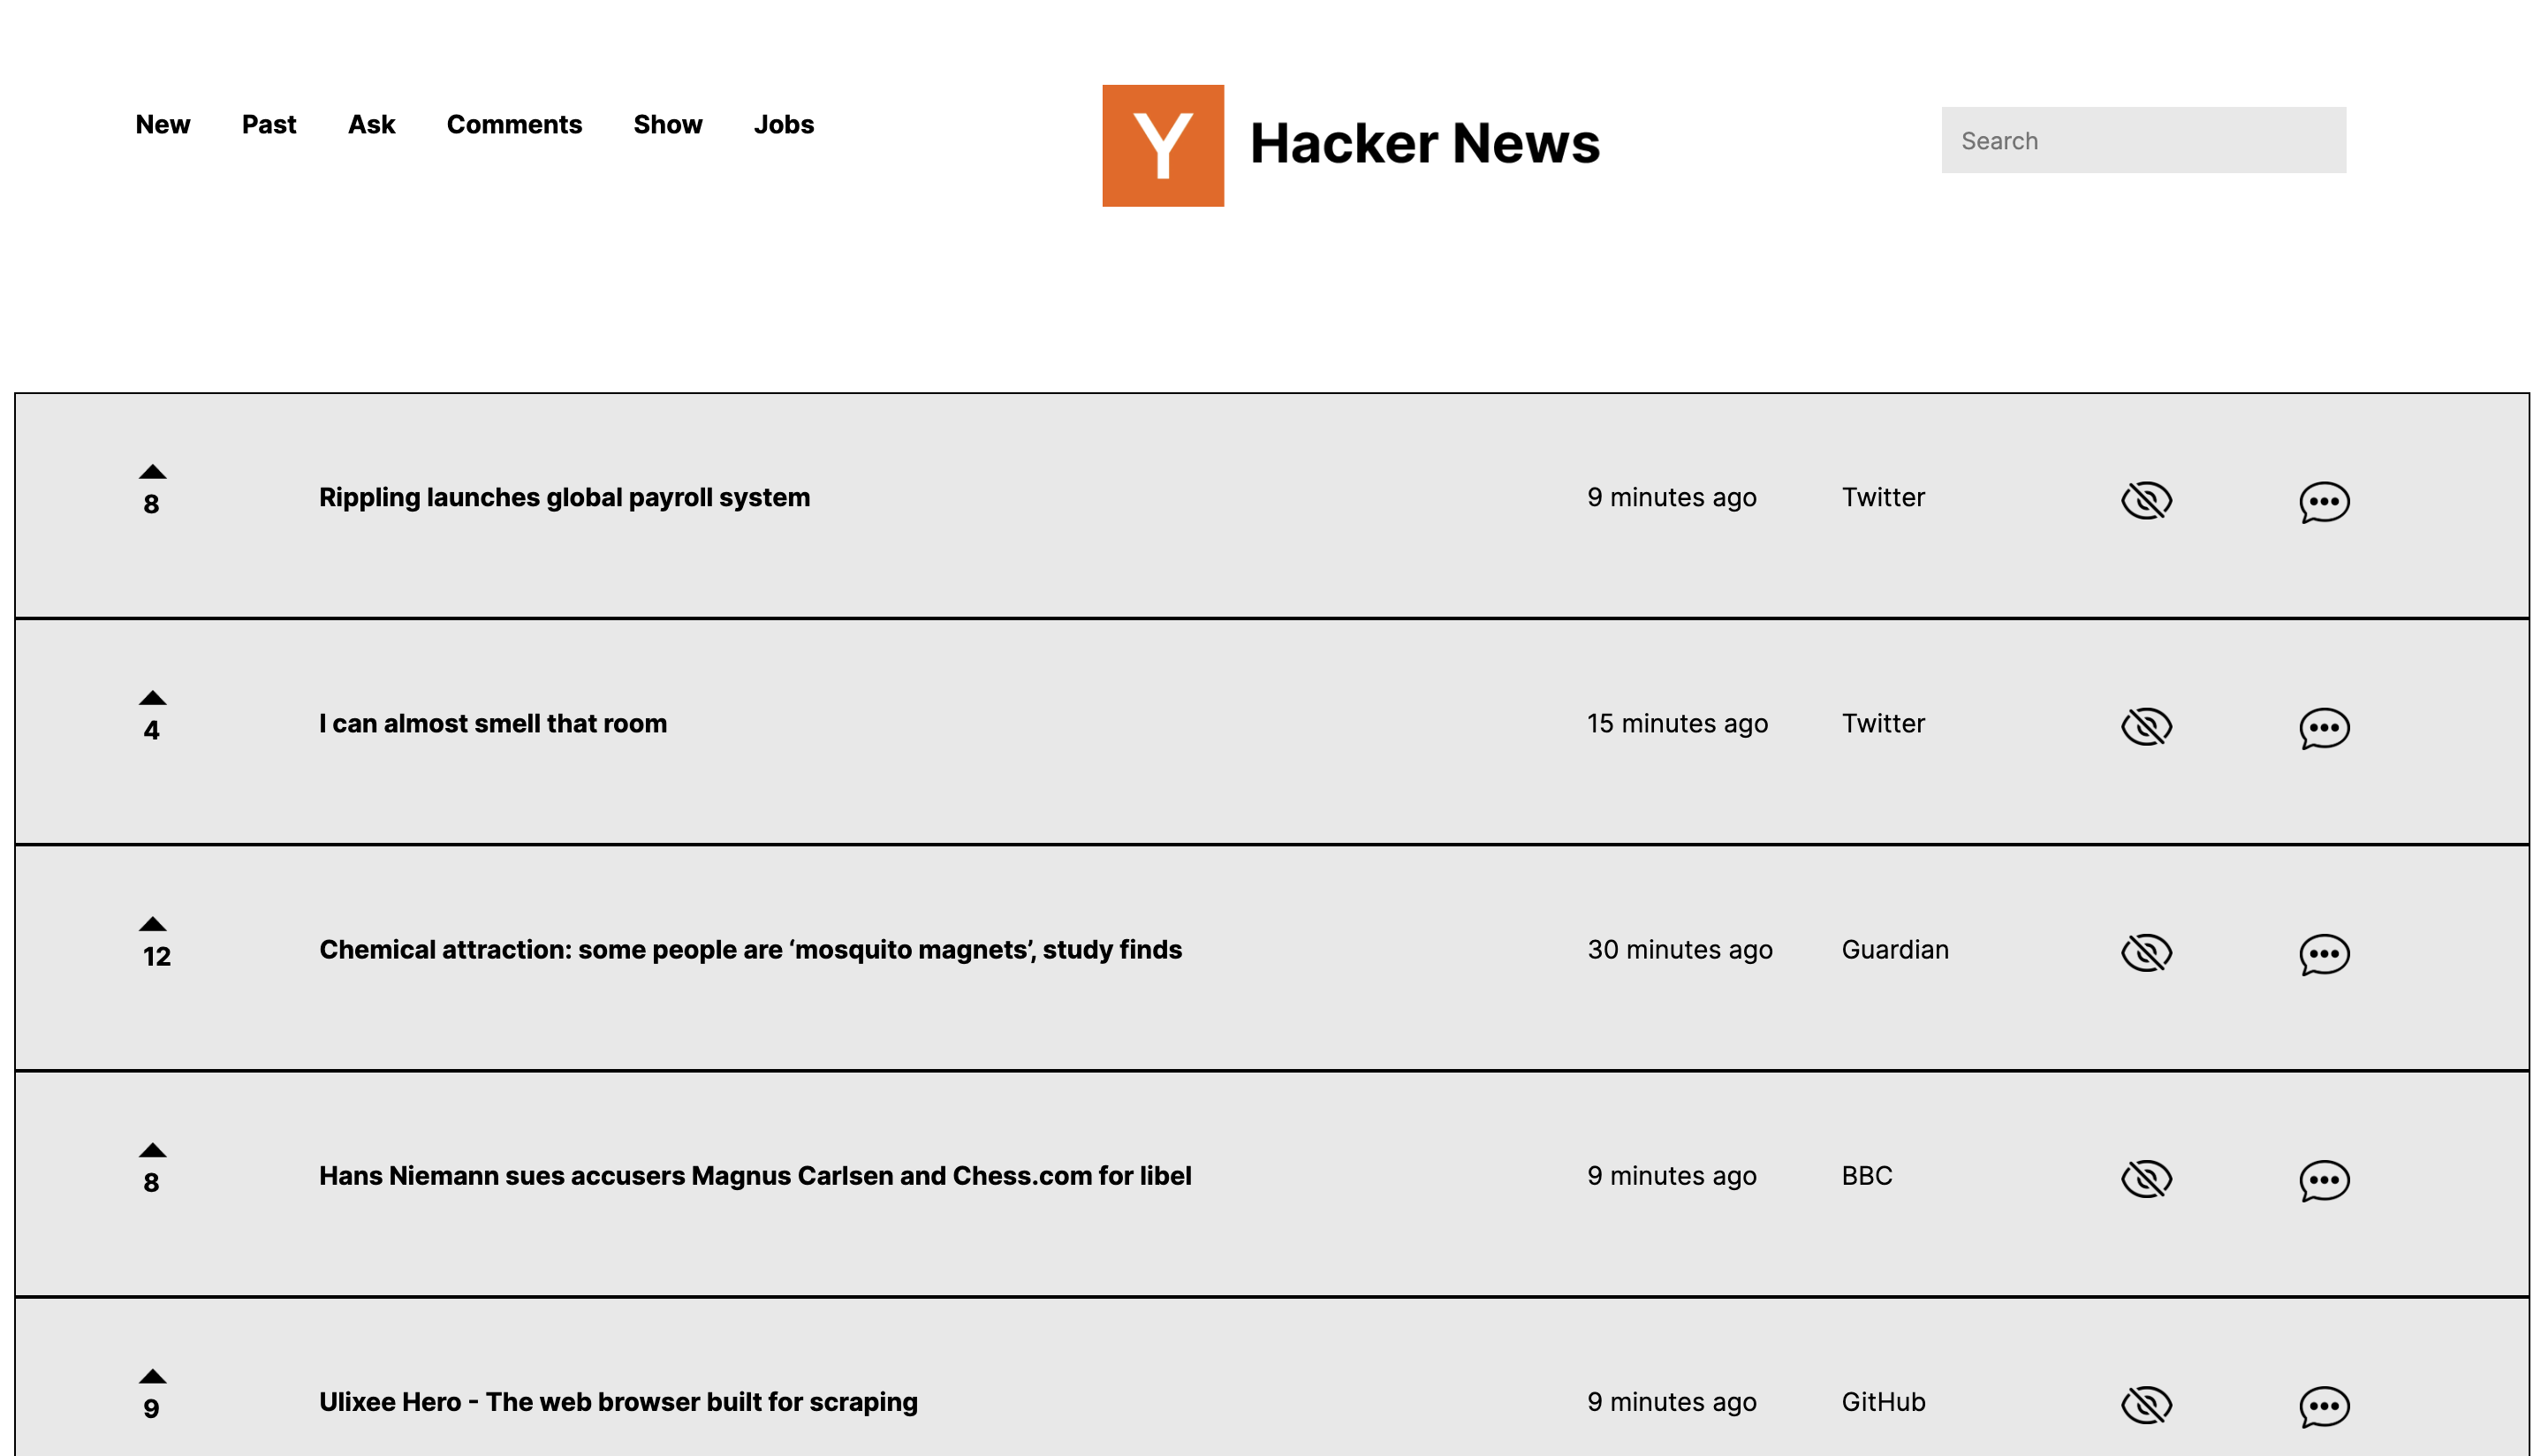 New Past Ask Comments Show Jobs
Y Hacker News
Search
8 Rippling launches global payroll system 9 minutes ago Twitter
4 I can almost smell that room 15 minutes ago Twitter
12 Chemical attraction: some people are ‘mosquito magnets’, study finds 30 minutes ago Guardian
8 Hans Niemann sues accusers Magnus Carlsen and Chess.com for libel 9 minutes ago BBC
9 Ulixee Hero - The web browser built for scraping 9 minutes ago GitHub